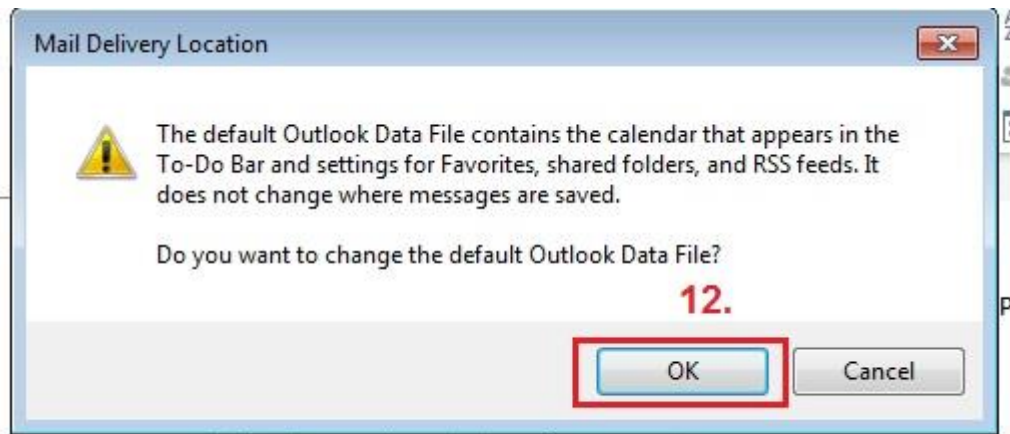 Mail Delivery Location
The default Outlook Data File contains the calendar that appears in the
To-Do Bar and settings for Favorites, shared folders, and RSS feeds. It
does not change where messages are saved.
Do you want to change the default Outlook Data File?
12.
OK
Cancel